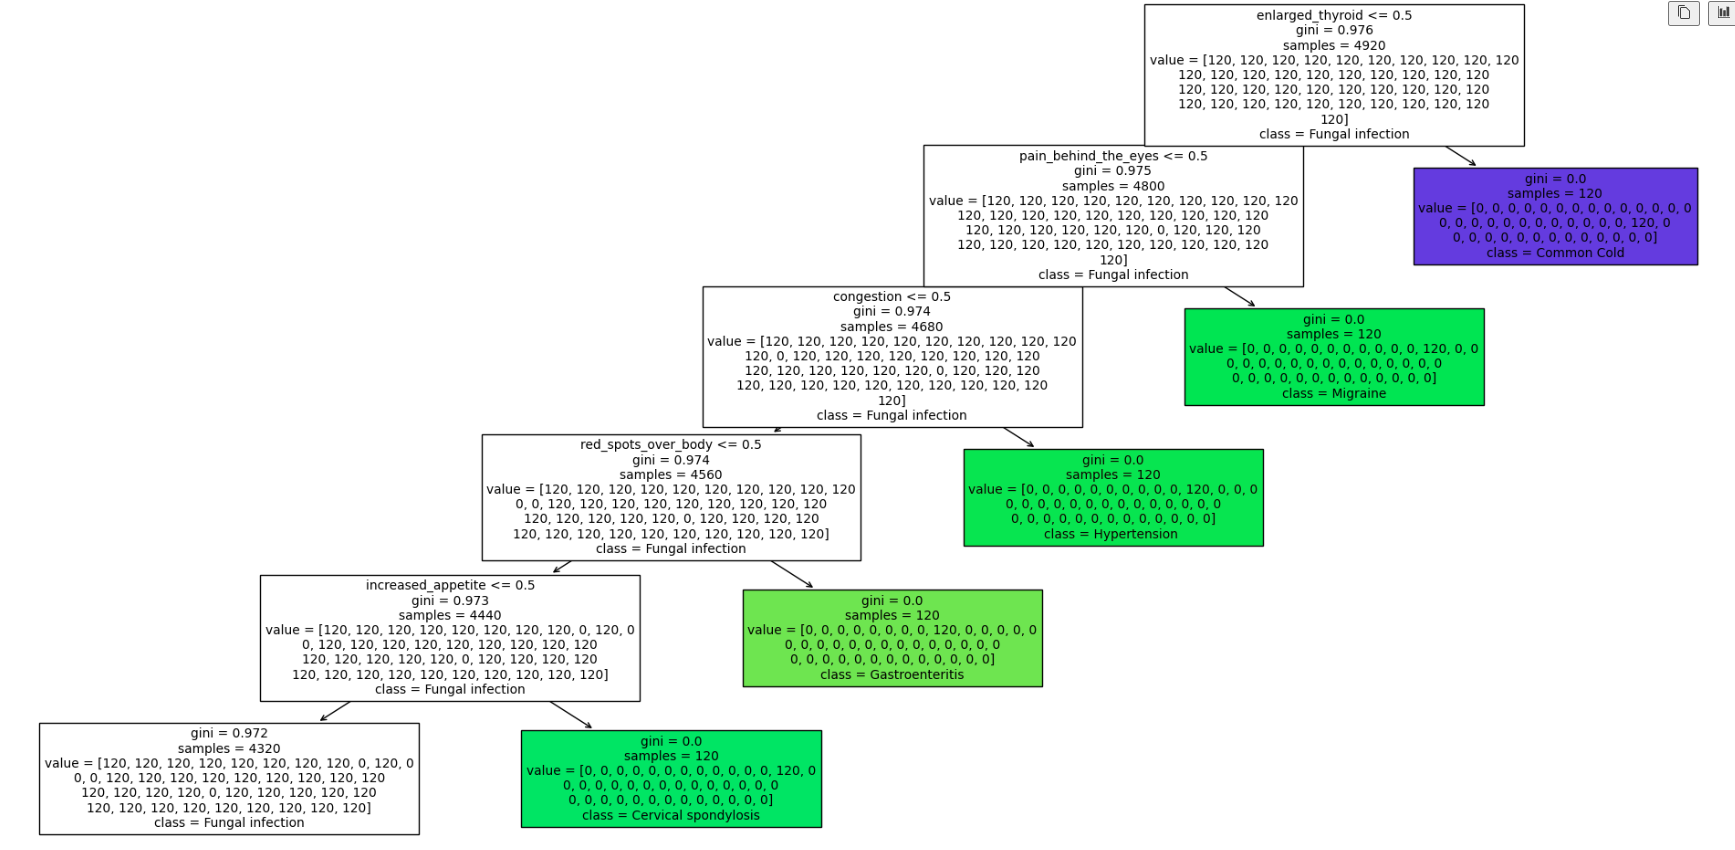 enlarged_thyroid <= 0.5
gini = 0.976
samples = 4920
value = [120, 120, 120, 120, 120, 120, 120, 120, 120, 120
120, 120, 120, 120, 120, 120, 120, 120, 120, 120
120, 120, 120, 120, 120, 120, 120, 120, 120, 120
120, 120, 120, 120, 120, 120, 120, 120, 120, 120
120]
class = Fungal infection
pain_behind_the_eyes <= 0.5
gini = 0.975
samples = 4800
value = [120, 120, 120, 120, 120, 120, 120, 120, 120, 120
120, 120, 120, 120, 120, 120, 120, 120, 120, 120
120, 120, 120, 120, 120, 120, 0, 120, 120, 120
120, 120, 120, 120, 120, 120, 120, 120, 120, 120
120]
class = Fungal infection
gini = 0.0
samples = 120
value = [0, 0, 0, 0, 0, 0, 0, 0, 0, 0, 0, 0, 0, 0
0, 0, 0, 0, 0, 0, 0, 0, 0, 0, 0, 0, 120, 0
0, 0, 0, 0, 0, 0, 0, 0, 0, 0, 0, 0, 0]
class = Common Cold
congestion <= 0.5
gini = 0.974
samples = 4680
value = [120, 120, 120, 120, 120, 120, 120, 120, 120, 120
120, 0, 120, 120, 120, 120, 120, 120, 120, 120
120, 120, 120, 120, 120, 120, 0, 120, 120, 120
120, 120, 120, 120, 120, 120, 120, 120, 120, 120
120]
class = Fungal infection
gini = 0.0
samples = 120
value = [0, 0, 0, 0, 0, 0, 0, 0, 0, 0, 0, 120, 0, 0
0, 0, 0, 0, 0, 0, 0, 0, 0, 0, 0, 0, 0, 0
0, 0, 0, 0, 0, 0, 0, 0, 0, 0, 0, 0, 0]
class = Migraine
red_spots_over_body <= 0.5
gini = 0.974
samples = 4560
value = [120, 120, 120, 120, 120, 120, 120, 120, 120, 120
0, 0, 120, 120, 120, 120, 120, 120, 120, 120, 120
120, 120, 120, 120, 120, 0, 120, 120, 120, 120
120, 120, 120, 120, 120, 120, 120, 120, 120, 120]
class = Fungal infection
gini = 0.0
samples = 120
value = [0, 0, 0, 0, 0, 0, 0, 0, 0, 0, 120, 0, 0, 0
0, 0, 0, 0, 0, 0, 0, 0, 0, 0, 0, 0, 0, 0
0, 0, 0, 0, 0, 0, 0, 0, 0, 0, 0, 0, 0]
class = Hypertension
increased_appetite <= 0.5
gini = 0.973
samples = 4440
value = [120, 120, 120, 120, 120, 120, 120, 120, 0, 120, 0
0, 120, 120, 120, 120, 120, 120, 120, 120, 120
120, 120, 120, 120, 120, 0, 120, 120, 120, 120
120, 120, 120, 120, 120, 120, 120, 120, 120, 120]
class = Fungal infection
gini = 0.0
samples = 120
value = [0, 0, 0, 0, 0, 0, 0, 0, 120, 0, 0, 0, 0, 0
0, 0, 0, 0, 0, 0, 0, 0, 0, 0, 0, 0, 0, 0
0, 0, 0, 0, 0, 0, 0, 0, 0, 0, 0, 0, 0]
class = Gastroenteritis
gini = 0.972
samples = 4320
value = [120, 120, 120, 120, 120, 120, 120, 120, 0, 120, 0
0, 0, 120, 120, 120, 120, 120, 120, 120, 120, 120
120, 120, 120, 120, 0, 120, 120, 120, 120, 120
120, 120, 120, 120, 120, 120, 120, 120, 120]
class = Fungal infection
gini = 0.0
samples = 120
value = [0, 0, 0, 0, 0, 0, 0, 0, 0, 0, 0, 0, 120, 0
0, 0, 0, 0, 0, 0, 0, 0, 0, 0, 0, 0, 0, 0
0, 0, 0, 0, 0, 0, 0, 0, 0, 0, 0, 0, 0]
class = Cervical spondylosis